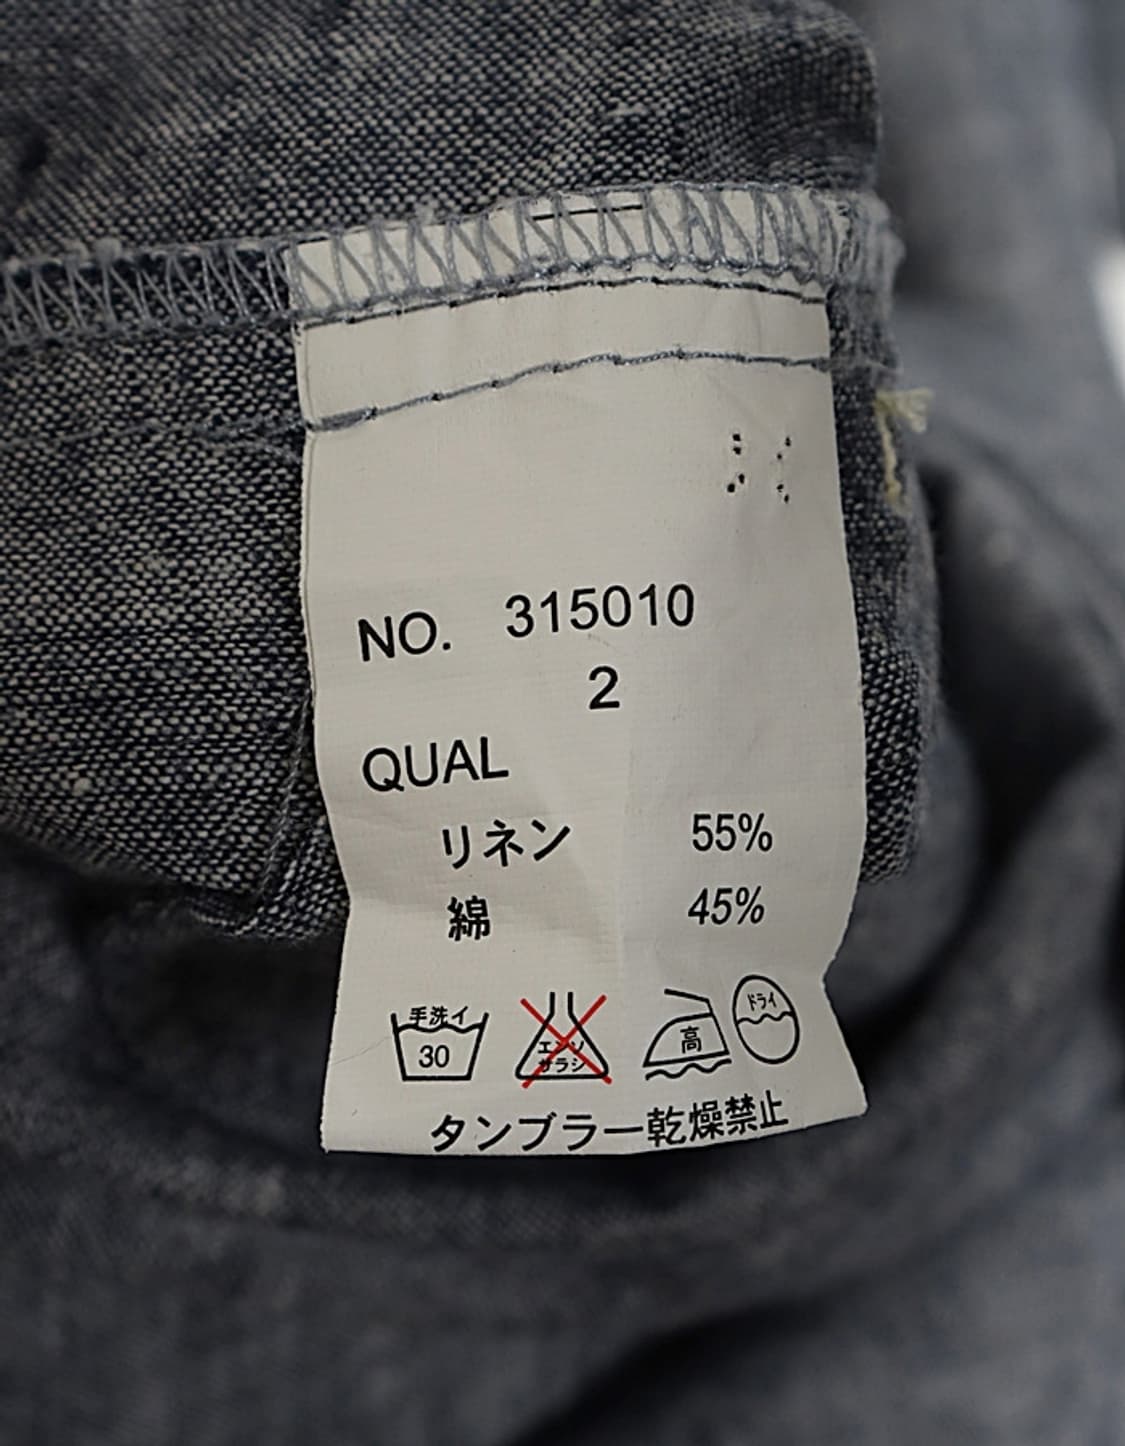 NO. 315010
2
QUAL
リネン 55%
綿 45%
手洗イ
30
エンソ
サラシ
高
ドライ
タンブラー乾燥禁止